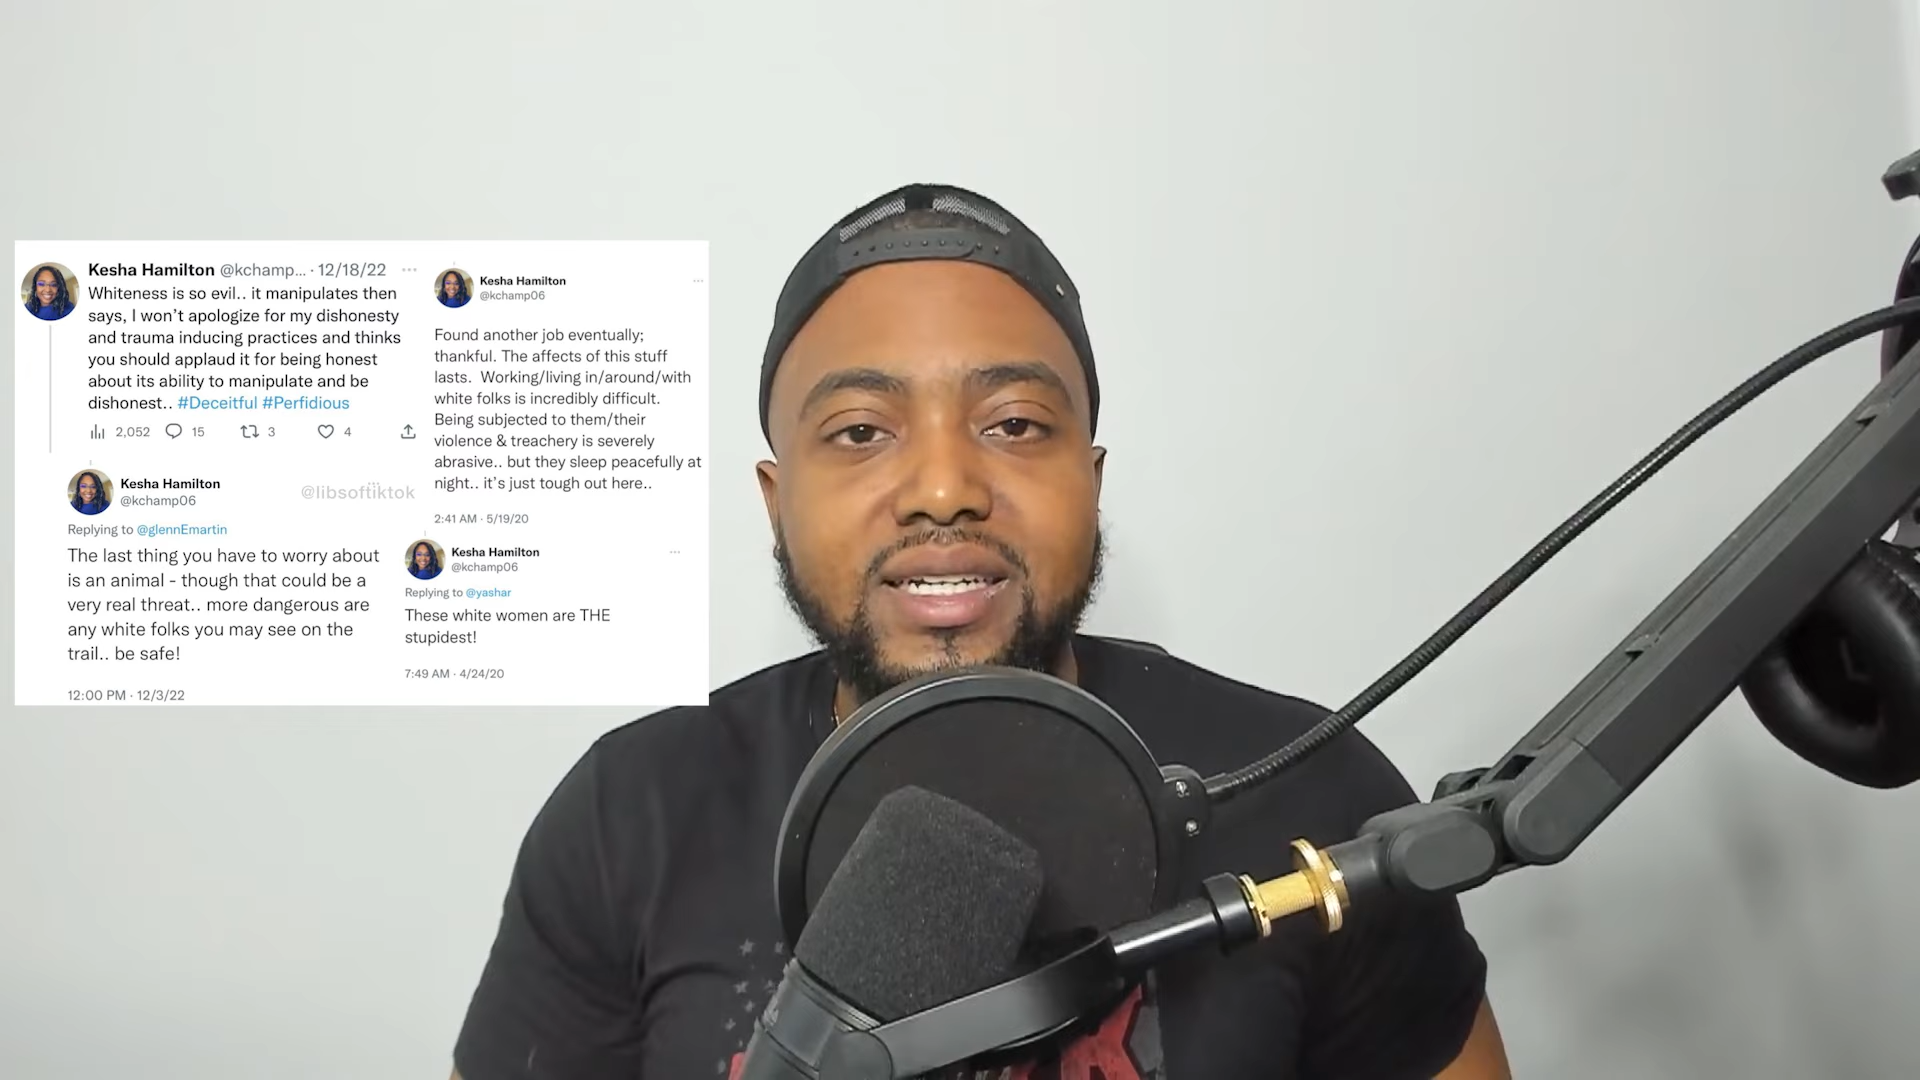 Kesha Hamilton @kchamp... · 12/18/22
Whiteness is so evil.. it manipulates then
says, I won't apologize for my dishonesty
and trauma inducing practices and thinks
you should applaud it for being honest
about its ability to manipulate and be
dishonest.. #Deceitful #Perfidious
2,052 15 3 4
Kesha Hamilton
@kchamp06
@libsoftiktok
Replying to @glennEmartin
The last thing you have to worry about
is an animal - though that could be a
very real threat.. more dangerous are
any white folks you may see on the
trail.. be safe!
12:00 PM · 12/3/22
Kesha Hamilton
@kchamp06
Found another job eventually;
thankful. The affects of this stuff
lasts. Working/living in/around/with
white folks is incredibly difficult.
Being subjected to them/their
violence & treachery is severely
abrasive.. but they sleep peacefully at
night.. it's just tough out here..
2:41 AM · 5/19/20
Kesha Hamilton
@kchamp06
Replying to @yashar
These white women are THE
stupidest!
7:49 AM · 4/24/20